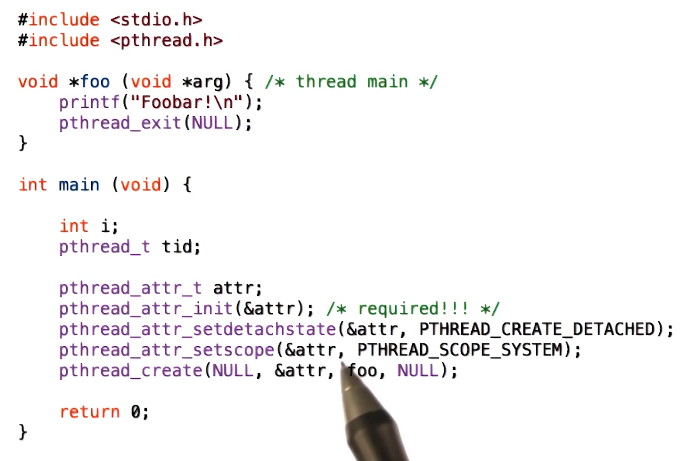 #include <stdio.h>
#include <pthread.h>
void *foo (void *arg) { /* thread main */
printf("Foobar!\n");
pthread_exit(NULL);
}
int main (void) {
int i;
pthread_t tid;
pthread_attr_t attr;
pthread_attr_init(&attr); /* required!!! */
pthread_attr_setdetachstate(&attr, PTHREAD_CREATE_DETACHED);
pthread_attr_setscope(&attr, PTHREAD_SCOPE_SYSTEM);
pthread_create(NULL, &attr, foo, NULL);
return 0;
}